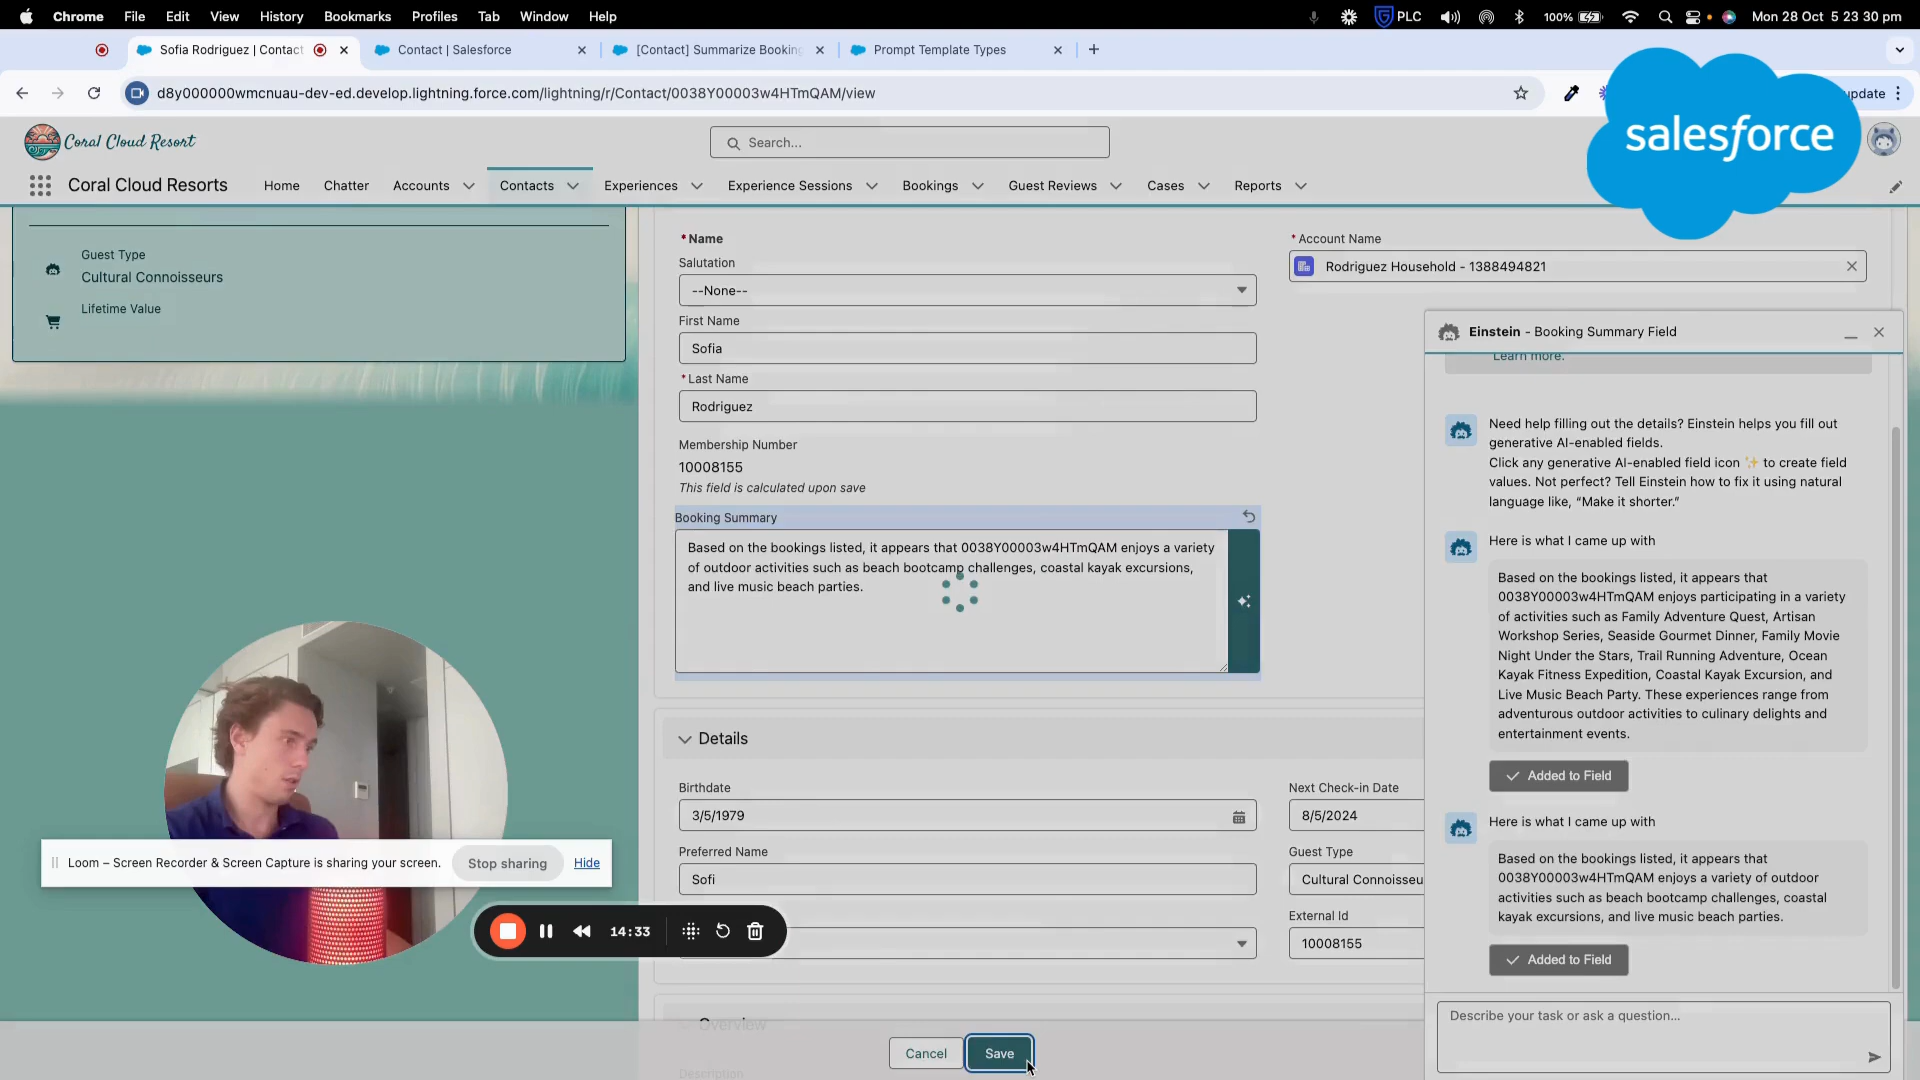 Chrome File Edit View History Bookmarks Profiles Tab Window Help
PLC 100% Mon 28 Oct 5 23 30 pm
Sofia Rodriguez | Contact
Contact | Salesforce
[Contact] Summarize Booking
Prompt Template Types
d8y000000wmcnuau-dev-ed.develop.lightning.force.com/lightning/r/Contact/0038Y00003w4HTmQAM/view
update
salesforce
Coral Cloud Resort
Search...
Coral Cloud Resorts Home Chatter Accounts Contacts Experiences Experience Sessions Bookings Guest Reviews Cases Reports
Guest Type
Cultural Connoisseurs
Lifetime Value
*Name
Salutation
--None--
First Name
Sofia
*Last Name
Rodriguez
Membership Number
10008155
This field is calculated upon save
Booking Summary
Based on the bookings listed, it appears that 0038Y00003w4HTmQAM enjoys a variety
of outdoor activities such as beach bootcamp challenges, coastal kayak excursions,
and live music beach parties.
*Account Name
Rodriguez Household - 1388494821
Details
Birthdate
3/5/1979
Next Check-in Date
8/5/2024
Preferred Name
Sofi
Guest Type
Cultural Connoisseu
External Id
10008155
Overview
Description
Cancel
Save
Einstein - Booking Summary Field
Learn more.
Need help filling out the details? Einstein helps you fill out
generative AI-enabled fields.
Click any generative AI-enabled field icon ✨ to create field
values. Not perfect? Tell Einstein how to fix it using natural
language like, “Make it shorter.”
Here is what I came up with
Based on the bookings listed, it appears that
0038Y00003w4HTmQAM enjoys participating in a variety
of activities such as Family Adventure Quest, Artisan
Workshop Series, Seaside Gourmet Dinner, Family Movie
Night Under the Stars, Trail Running Adventure, Ocean
Kayak Fitness Expedition, Coastal Kayak Excursion, and
Live Music Beach Party. These experiences range from
adventurous outdoor activities to culinary delights and
entertainment events.
Added to Field
Here is what I came up with
Based on the bookings listed, it appears that
0038Y00003w4HTmQAM enjoys a variety of outdoor
activities such as beach bootcamp challenges, coastal
kayak excursions, and live music beach parties.
Added to Field
Describe your task or ask a question...
Loom – Screen Recorder & Screen Capture is sharing your screen.
Stop sharing
Hide
14:33